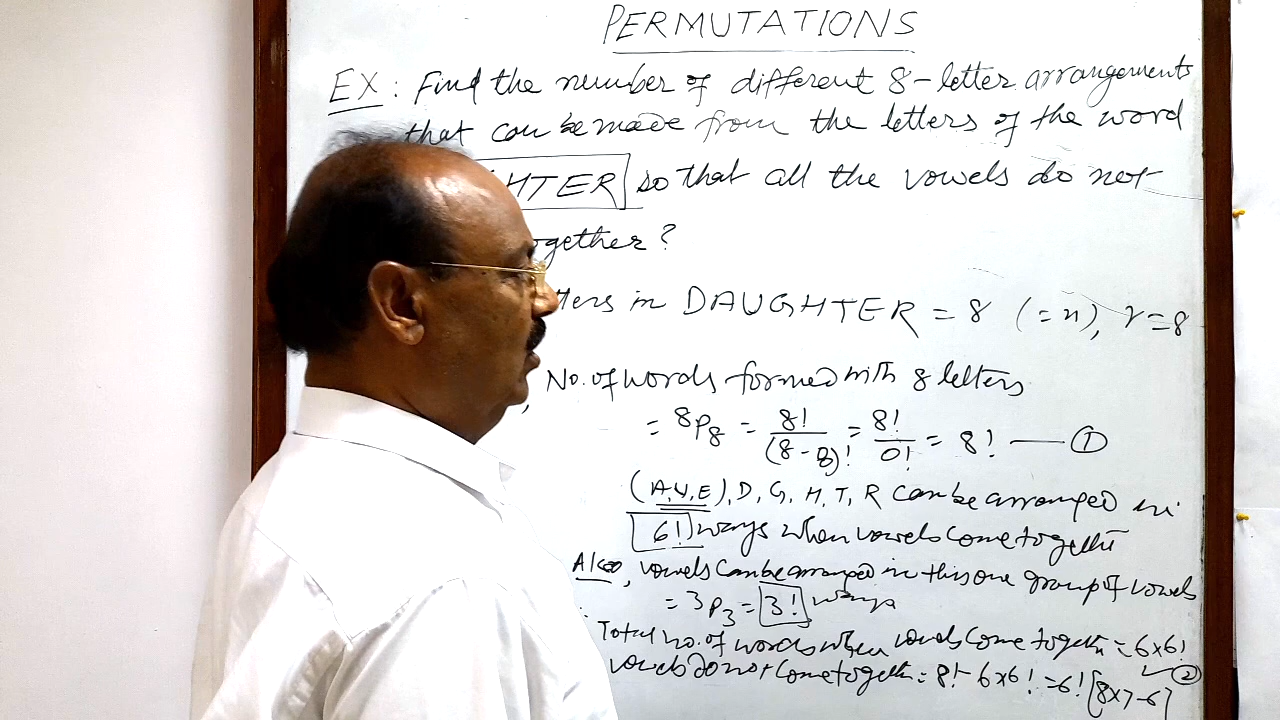 PERMUTATIONS
EX : Find the number of different 8-letter arrangements
that can be made from the letters of the word
HTER so that all the vowels do not
ogether ?
tters in DAUGHTER = 8 (= n), r = 8
, No. of words formed with 8 letters
= 8P8 = 8!/(8-8)! = 8!/0! = 8! — ①
(A,U,E), D, G, H, T, R can be arranged in
6! ways when vowels come together
Also, vowels can be arranged in this one group of vowels
= 3P3 = 3! ways
Total no. of words when vowels come together = 6×6! ②
vowels do not come together = 8! - 6×6! = 6! [8×7-6]